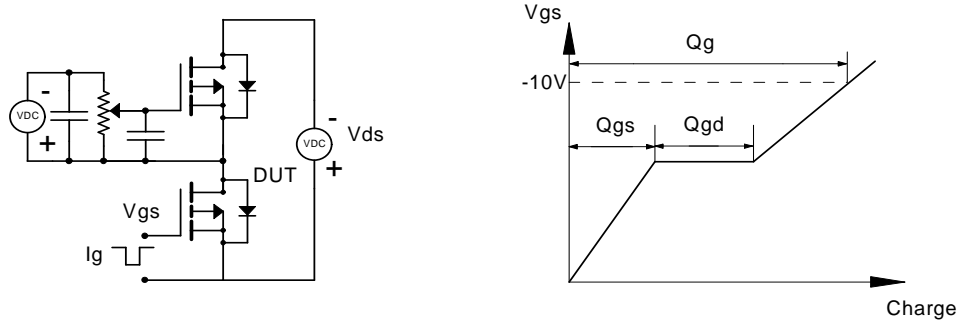 -
VDC
+
DUT
Vgs
Ig
-
VDC
Vds
+
Vgs
Qg
-10V
Qgs
Qgd
Charge